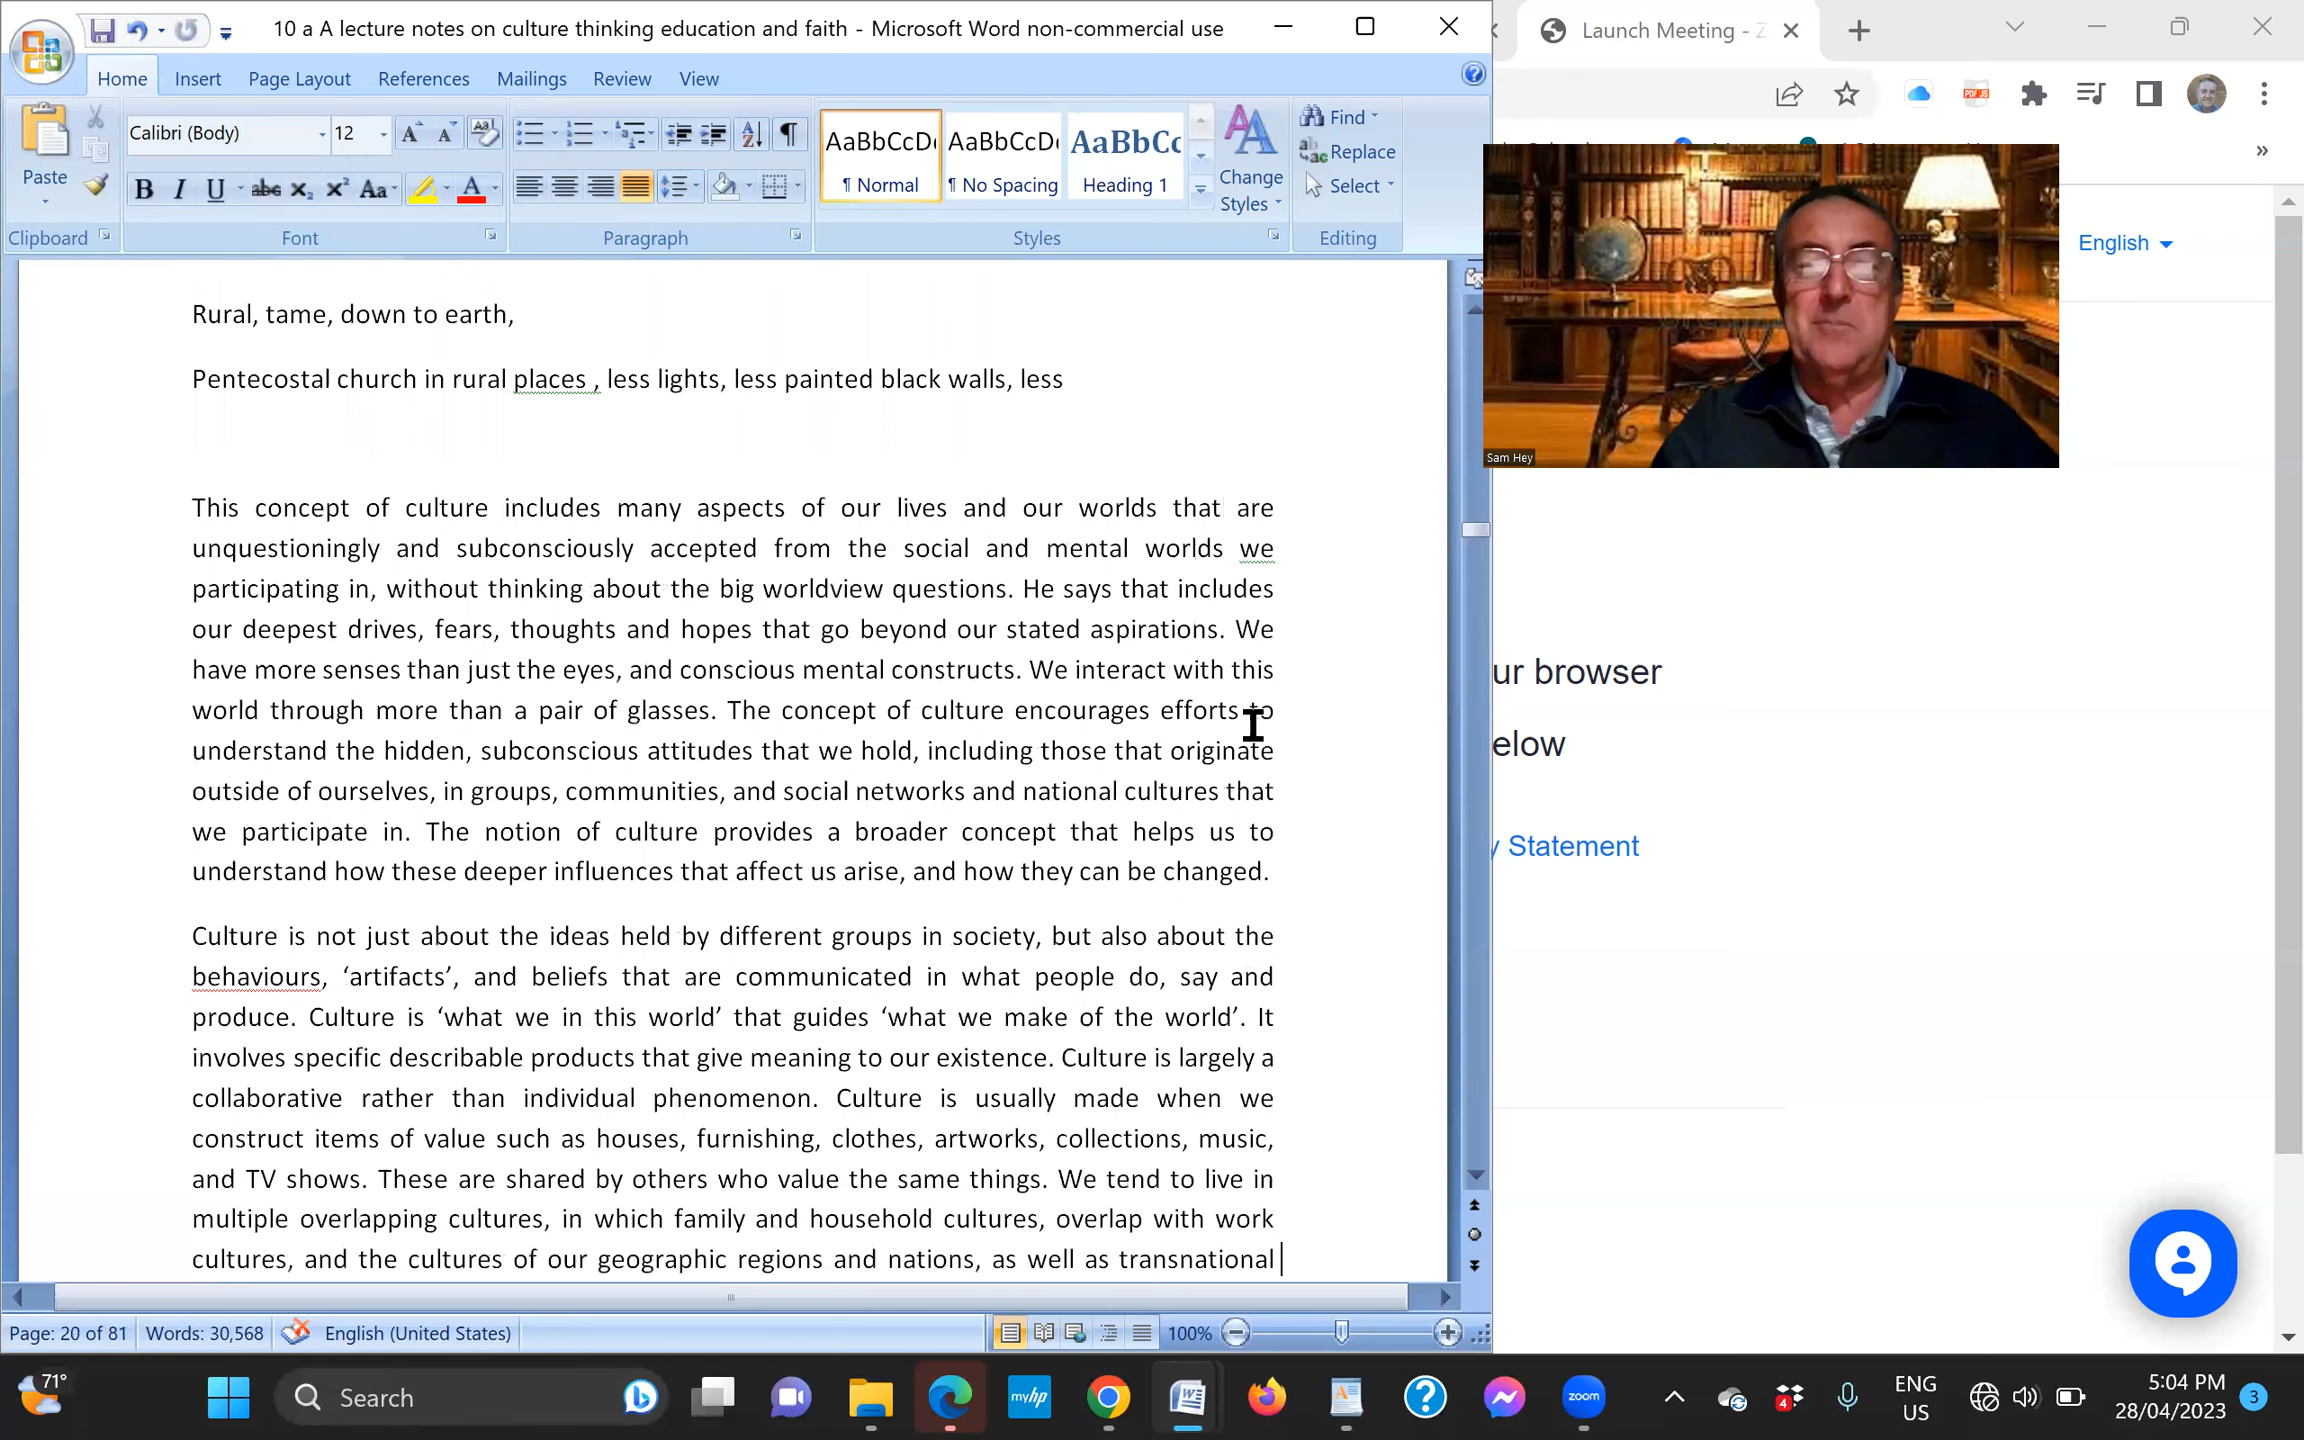 10 a A lecture notes on culture thinking education and faith - Microsoft Word non-commercial use
Launch Meeting - Z
Home Insert Page Layout References Mailings Review View
Paste
Clipboard
Calibri (Body) 12
B I U abc X₂ X² Aa A
Font
Paragraph
AaBbCcDc AaBbCcDc AaBbCc
¶ Normal ¶ No Spacing Heading 1
Change
Styles
Styles
Find
Replace
Select
Editing
PDF JS
English
Sam Hey
Rural, tame, down to earth,
Pentecostal church in rural places , less lights, less painted black walls, less
This concept of culture includes many aspects of our lives and our worlds that are
unquestioningly and subconsciously accepted from the social and mental worlds we
participating in, without thinking about the big worldview questions. He says that includes
our deepest drives, fears, thoughts and hopes that go beyond our stated aspirations. We
have more senses than just the eyes, and conscious mental constructs. We interact with this
world through more than a pair of glasses. The concept of culture encourages efforts to
understand the hidden, subconscious attitudes that we hold, including those that originate
outside of ourselves, in groups, communities, and social networks and national cultures that
we participate in. The notion of culture provides a broader concept that helps us to
understand how these deeper influences that affect us arise, and how they can be changed.
Culture is not just about the ideas held by different groups in society, but also about the
behaviours, ‘artifacts’, and beliefs that are communicated in what people do, say and
produce. Culture is ‘what we in this world’ that guides ‘what we make of the world’. It
involves specific describable products that give meaning to our existence. Culture is largely a
collaborative rather than individual phenomenon. Culture is usually made when we
construct items of value such as houses, furnishing, clothes, artworks, collections, music,
and TV shows. These are shared by others who value the same things. We tend to live in
multiple overlapping cultures, in which family and household cultures, overlap with work
cultures, and the cultures of our geographic regions and nations, as well as transnational
ur browser
elow
y Statement
Page: 20 of 81 Words: 30,568 English (United States) 100%
71° Search myhp zoom 4 ENG
US 5:04 PM
28/04/2023 3